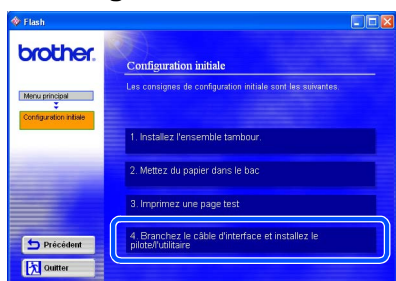 Flash
brother.
Configuration initiale
Les consignes de configuration initiale sont les suivantes.
Menu principal
Configuration initiale
1. Installez l'ensemble tambour.
2. Mettez du papier dans le bac
3. Imprimez une page test
4. Branchez le câble d'interface et installez le
pilote/l'utilitaire
Précédent
Quitter